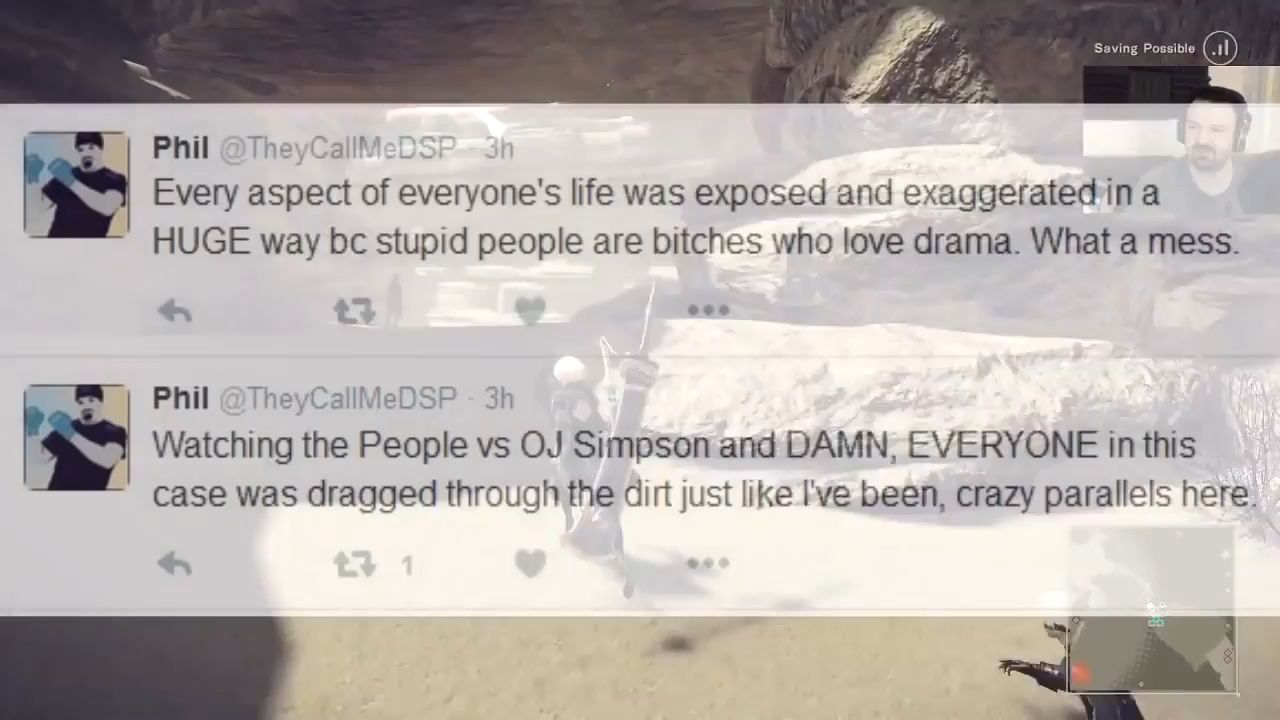 Saving Possible
Phil @TheyCallMeDSP · 3h
Every aspect of everyone's life was exposed and exaggerated in a
HUGE way bc stupid people are bitches who love drama. What a mess.
Phil @TheyCallMeDSP · 3h
Watching the People vs OJ Simpson and DAMN, EVERYONE in this
case was dragged through the dirt just like I've been, crazy parallels here.
1